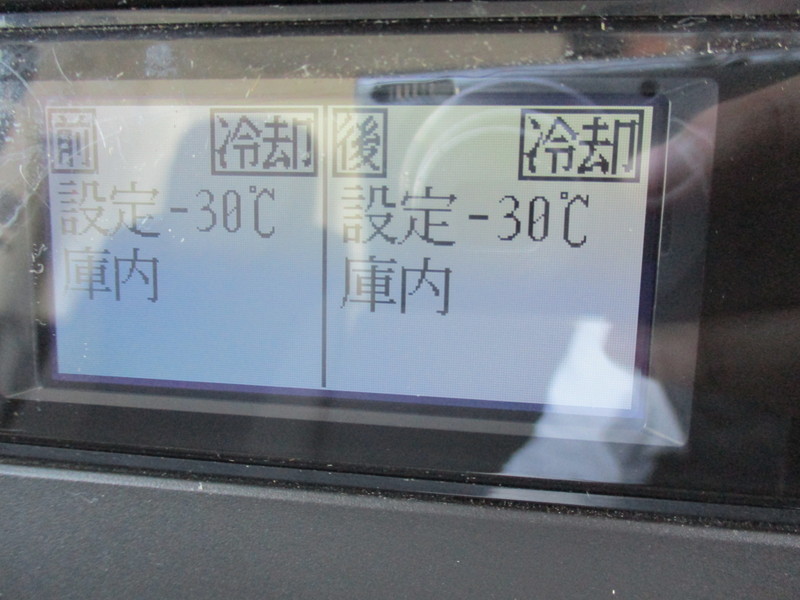 前 冷却
設定-30℃
庫内
後 冷却
設定-30℃
庫内